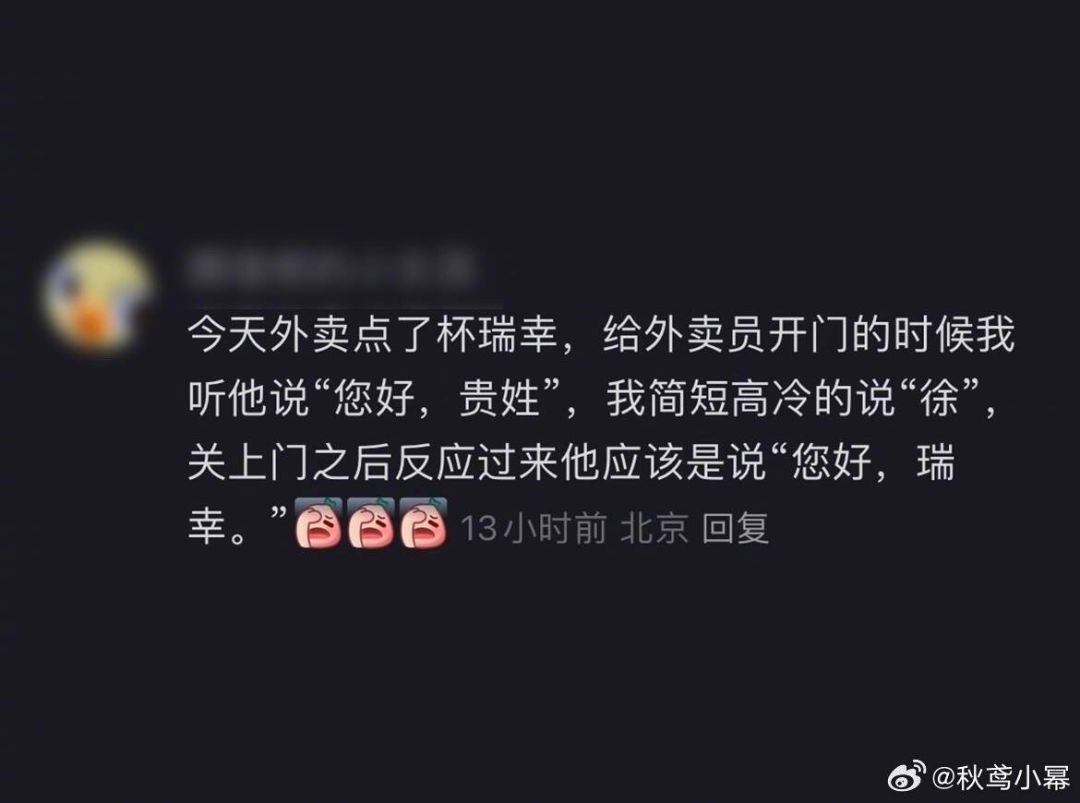 今天外卖点了杯瑞幸，给外卖员开门的时候我
听他说“您好，贵姓”，我简短高冷的说“徐”，
关上门之后反应过来他应该是说“您好，瑞
幸。” 13小时前 北京 回复
@秋鸢小幂